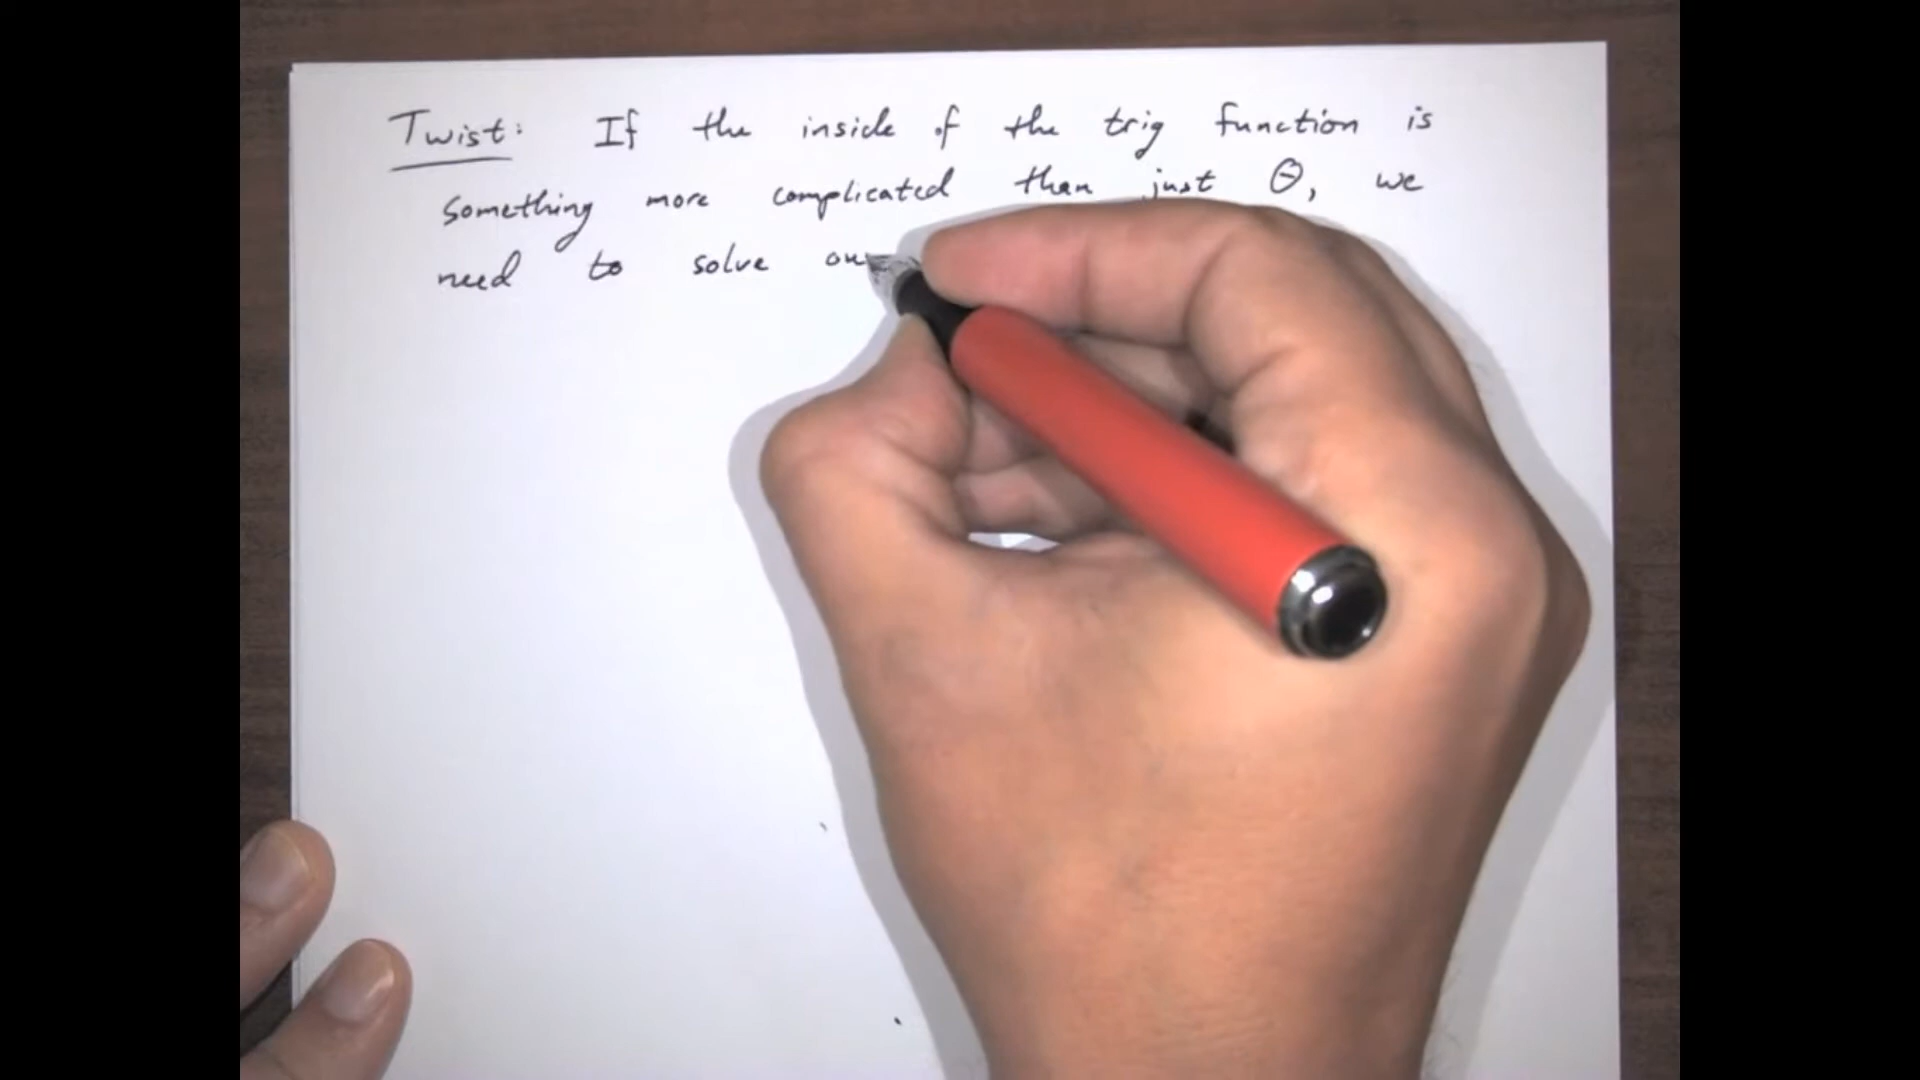 Twist: If the inside of the trig function is
something more complicated than just θ, we
need to solve